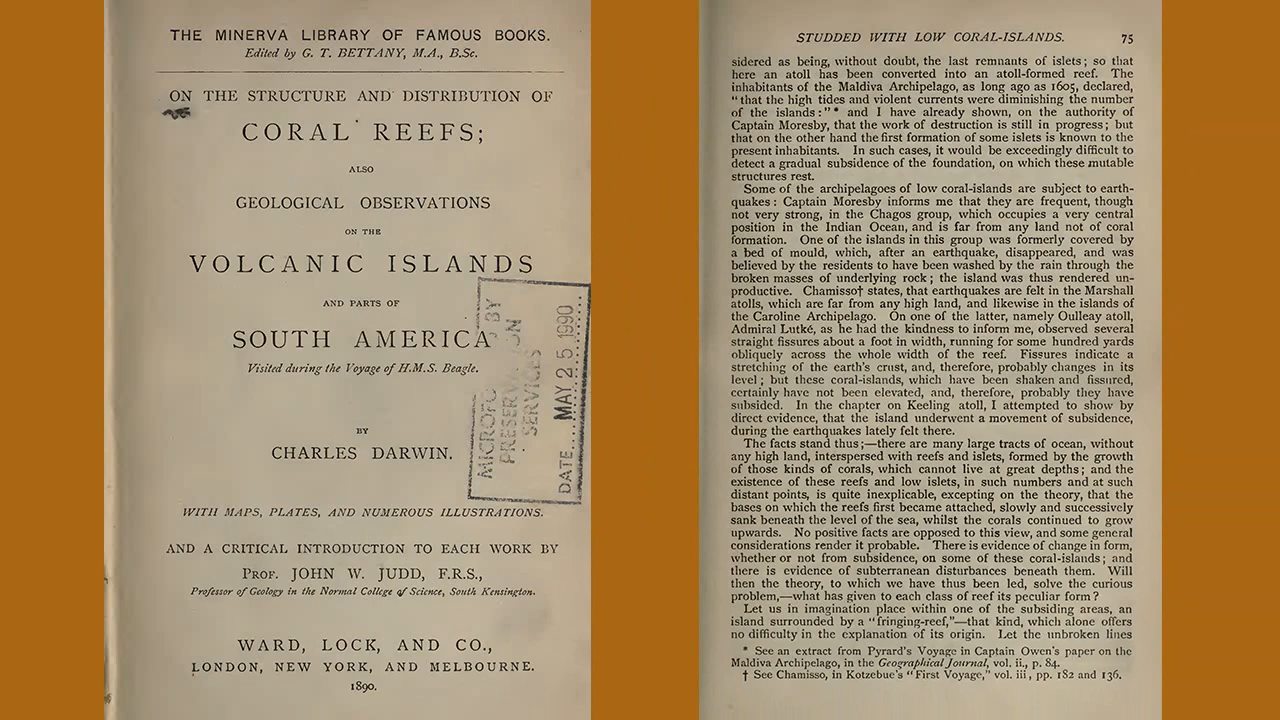 THE MINERVA LIBRARY OF FAMOUS BOOKS.
Edited by G. T. BETTANY, M.A., B.Sc.
ON THE STRUCTURE AND DISTRIBUTION OF
CORAL REEFS;
ALSO
GEOLOGICAL OBSERVATIONS
ON THE
VOLCANIC ISLANDS
AND PARTS OF
SOUTH AMERICA
Visited during the Voyage of H.M.S. Beagle.
BY
CHARLES DARWIN.
WITH MAPS, PLATES, AND NUMEROUS ILLUSTRATIONS.
AND A CRITICAL INTRODUCTION TO EACH WORK BY
PROF. JOHN W. JUDD, F.R.S.,
Professor of Geology in the Normal College of Science, South Kensington.
WARD, LOCK, AND CO.,
LONDON, NEW YORK, AND MELBOURNE.
1890.
BY
SERVICES
DATE.... MAY 25 1990
STUDDED WITH LOW CORAL-ISLANDS. 75
sidered as being, without doubt, the last remnants of islets; so that
here an atoll has been converted into an atoll-formed reef. The
inhabitants of the Maldiva Archipelago, as long ago as 1605, declared,
"that the high tides and violent currents were diminishing the number
of the islands:"* and I have already shown, on the authority of
Captain Moresby, that the work of destruction is still in progress; but
that on the other hand the first formation of some islets is known to the
present inhabitants. In such cases, it would be exceedingly difficult to
detect a gradual subsidence of the foundation, on which these mutable
structures rest.
Some of the archipelagoes of low coral-islands are subject to earth-
quakes: Captain Moresby informs me that they are frequent, though
not very strong, in the Chagos group, which occupies a very central
position in the Indian Ocean, and is far from any land not of coral
formation. One of the islands in this group was formerly covered by
a bed of mould, which, after an earthquake, disappeared, and was
believed by the residents to have been washed by the rain through the
broken masses of underlying rock; the island was thus rendered un-
productive. Chamisso† states, that earthquakes are felt in the Marshall
atolls, which are far from any high land, and likewise in the islands of
the Caroline Archipelago. On one of the latter, namely Oulleay atoll,
Admiral Lutké, as he had the kindness to inform me, observed several
straight fissures about a foot in width, running for some hundred yards
obliquely across the whole width of the reef. Fissures indicate a
stretching of the earth's crust, and, therefore, probably changes in its
level; but these coral-islands, which have been shaken and fissured,
certainly have not been elevated, and, therefore, probably they have
subsided. In the chapter on Keeling atoll, I attempted to show by
direct evidence, that the island underwent a movement of subsidence,
during the earthquakes lately felt there.
The facts stand thus;—there are many large tracts of ocean, without
any high land, interspersed with reefs and islets, formed by the growth
of those kinds of corals, which cannot live at great depths; and the
existence of these reefs and low islets, in such numbers and at such
distant points, is quite inexplicable, excepting on the theory, that the
bases on which the reefs first became attached, slowly and successively
sank beneath the level of the sea, whilst the corals continued to grow
upwards. No positive facts are opposed to this view, and some general
considerations render it probable. There is evidence of change in form,
whether or not from subsidence, on some of these coral-islands; and
there is evidence of subterranean disturbances beneath them. Will
then the theory, to which we have thus been led, solve the curious
problem,—what has given to each class of reef its peculiar form?
Let us in imagination place within one of the subsiding areas, an
island surrounded by a "fringing-reef,"—that kind, which alone offers
no difficulty in the explanation of its origin. Let the unbroken lines
* See an extract from Pyrard's Voyage in Captain Owen's paper on the
Maldiva Archipelago, in the Geographical Journal, vol. ii., p. 84.
† See Chamisso, in Kotzebue's "First Voyage," vol. iii, pp. 182 and 136.